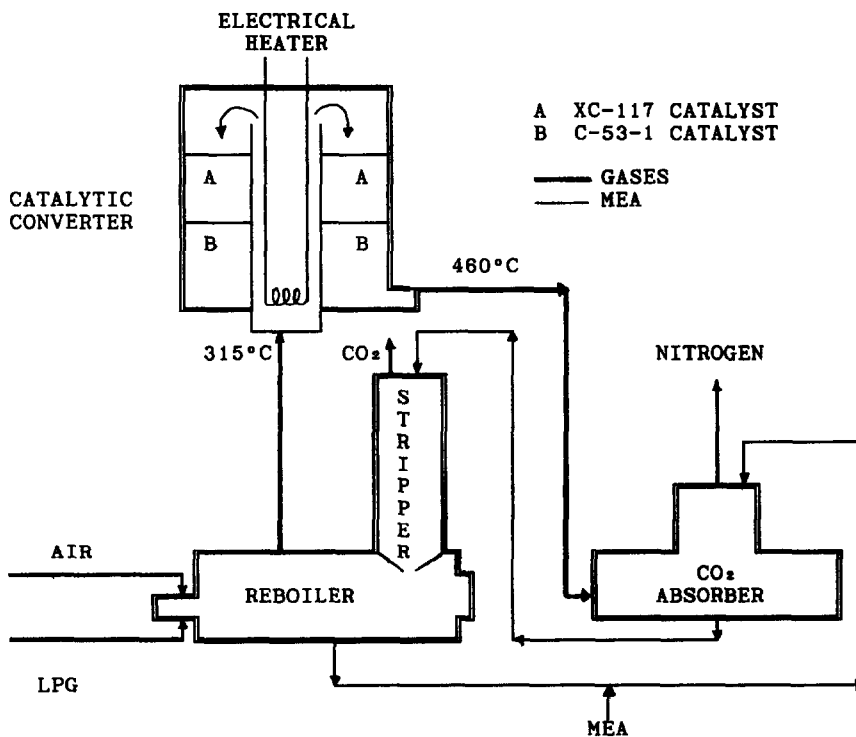 ELECTRICAL
HEATER
A XC-117 CATALYST
B C-53-1 CATALYST
GASES
MEA
CATALYTIC
CONVERTER
A A
B B
460°C
315°C
CO₂
NITROGEN
STRIPPER
AIR
REBOILER
CO₂
ABSORBER
LPG
MEA